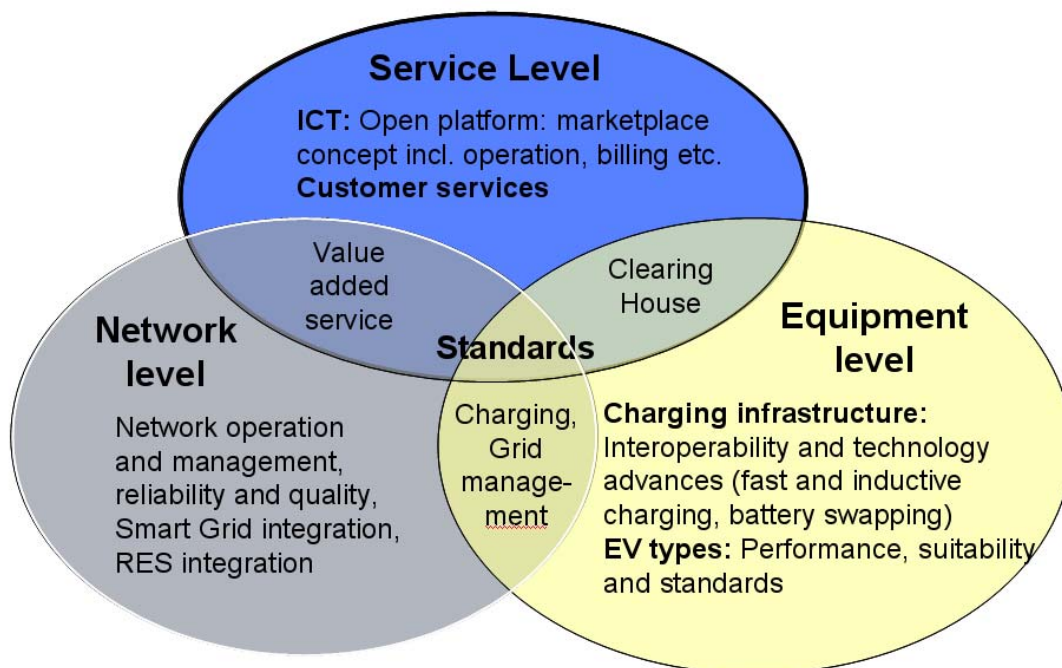 Service Level
ICT: Open platform: marketplace
concept incl. operation, billing etc.
Customer services
Value
added
service
Clearing
House
Network
level
Standards
Equipment
level
Network operation
and management,
reliability and quality,
Smart Grid integration,
RES integration
Charging,
Grid
manage-
ment
Charging infrastructure:
Interoperability and technology
advances (fast and inductive
charging, battery swapping)
EV types: Performance, suitability
and standards